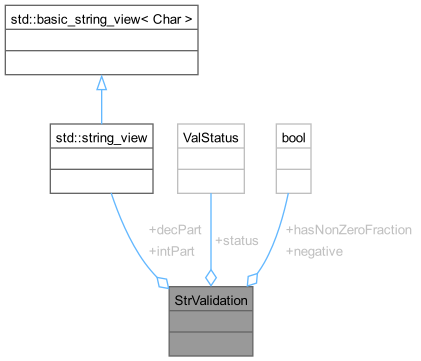 std::basic_string_view< Char >
std::string_view
ValStatus
bool
+decPart
+intPart
+status
+hasNonZeroFraction
+negative
StrValidation